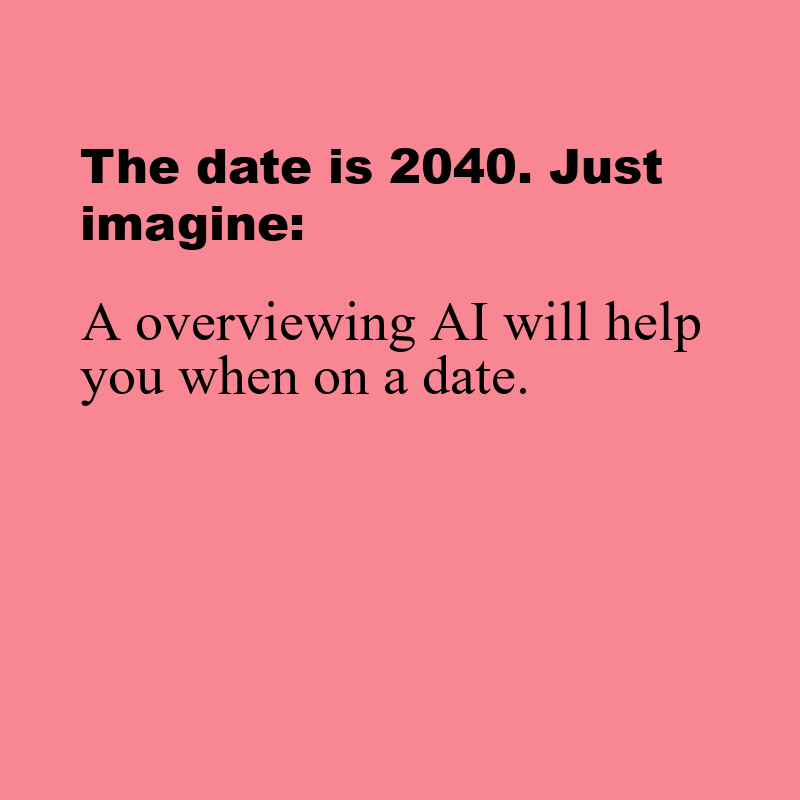 The date is 2040. Just
imagine:
A overviewing AI will help
you when on a date.